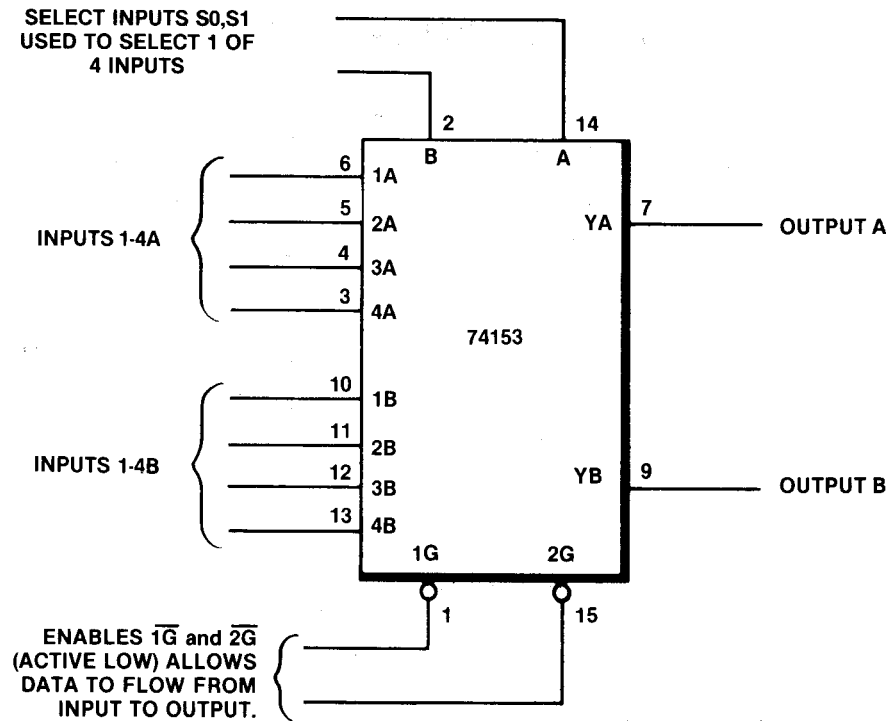 SELECT INPUTS S0,S1
USED TO SELECT 1 OF
4 INPUTS
2
14
B
A
6
1A
5
2A
4
3A
3
4A
INPUTS 1-4A
YA
7
OUTPUT A
74153
10
1B
11
2B
12
3B
13
4B
INPUTS 1-4B
YB
9
OUTPUT B
1G
2G
1
15
ENABLES 1G̅ and 2G̅
(ACTIVE LOW) ALLOWS
DATA TO FLOW FROM
INPUT TO OUTPUT.